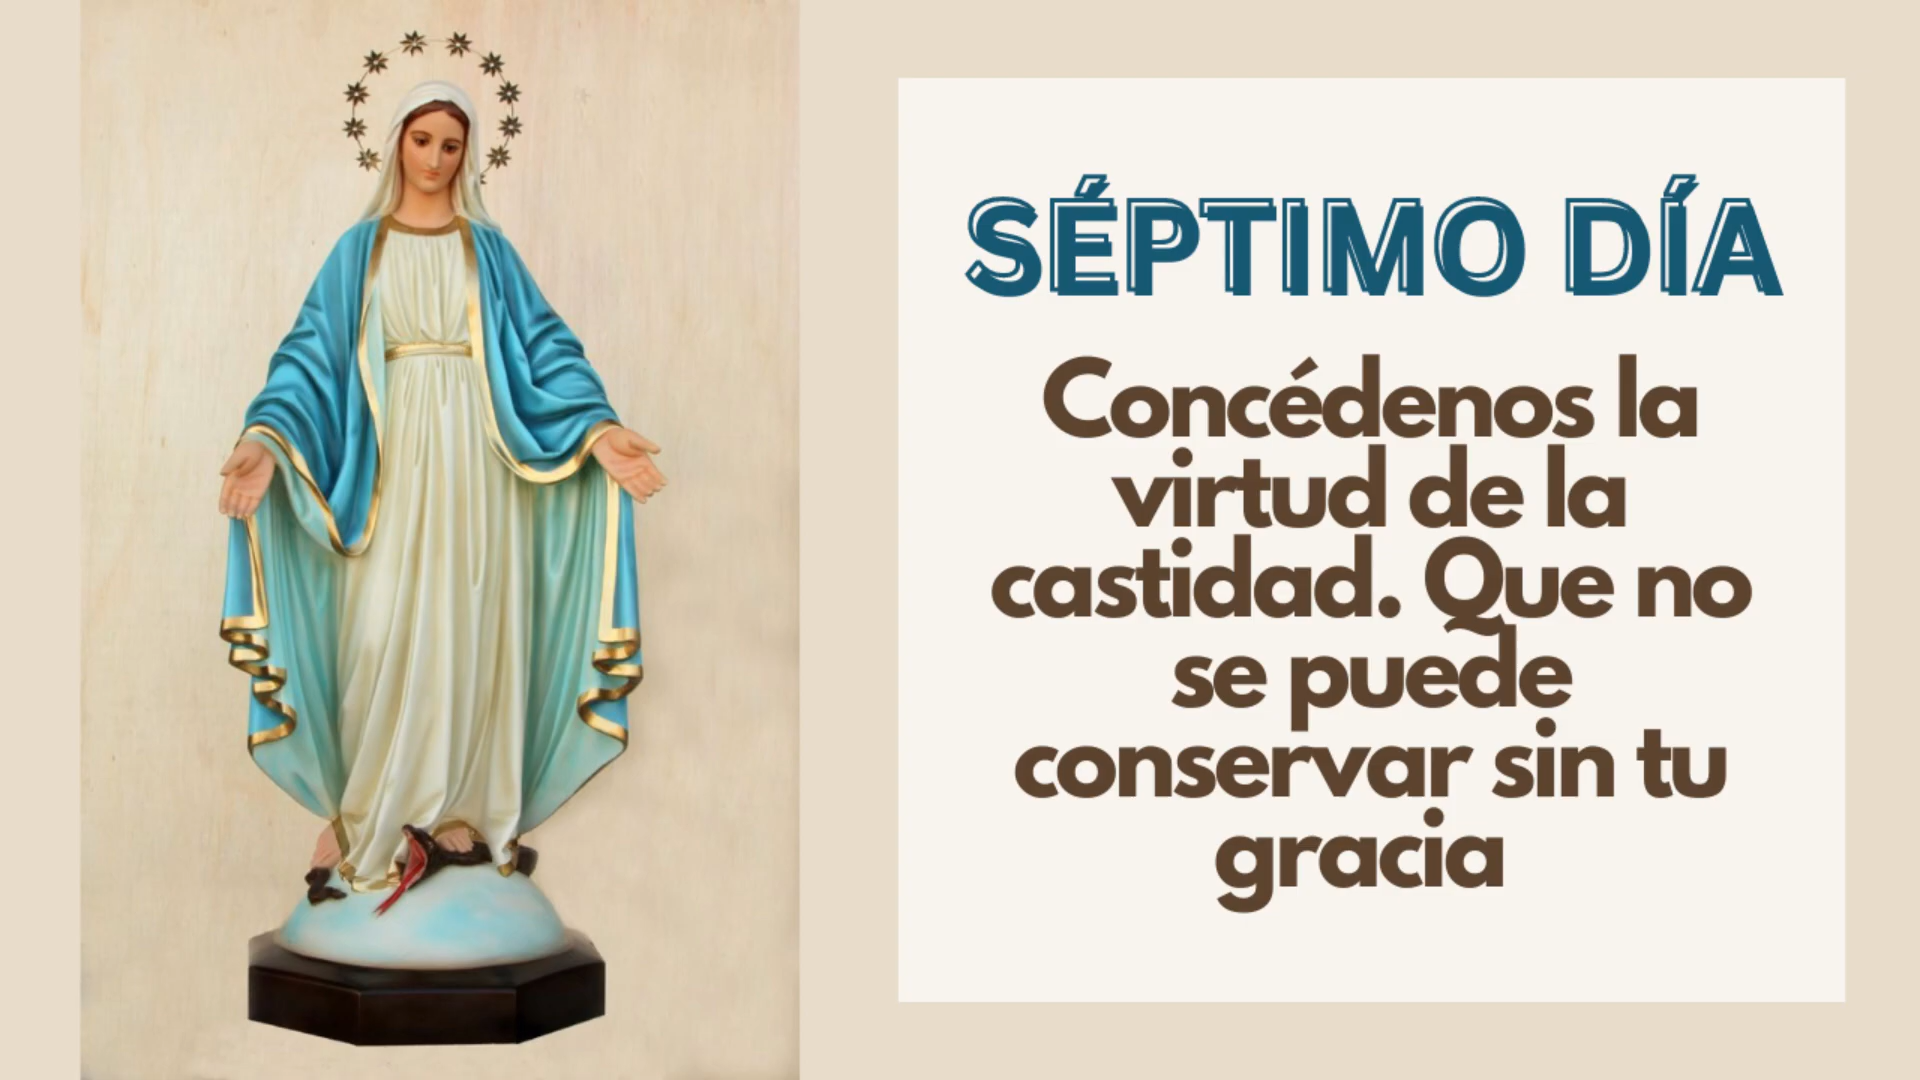 SÉPTIMO DÍA
Concédenos la
virtud de la
castidad. Que no
se puede
conservar sin tu
gracia